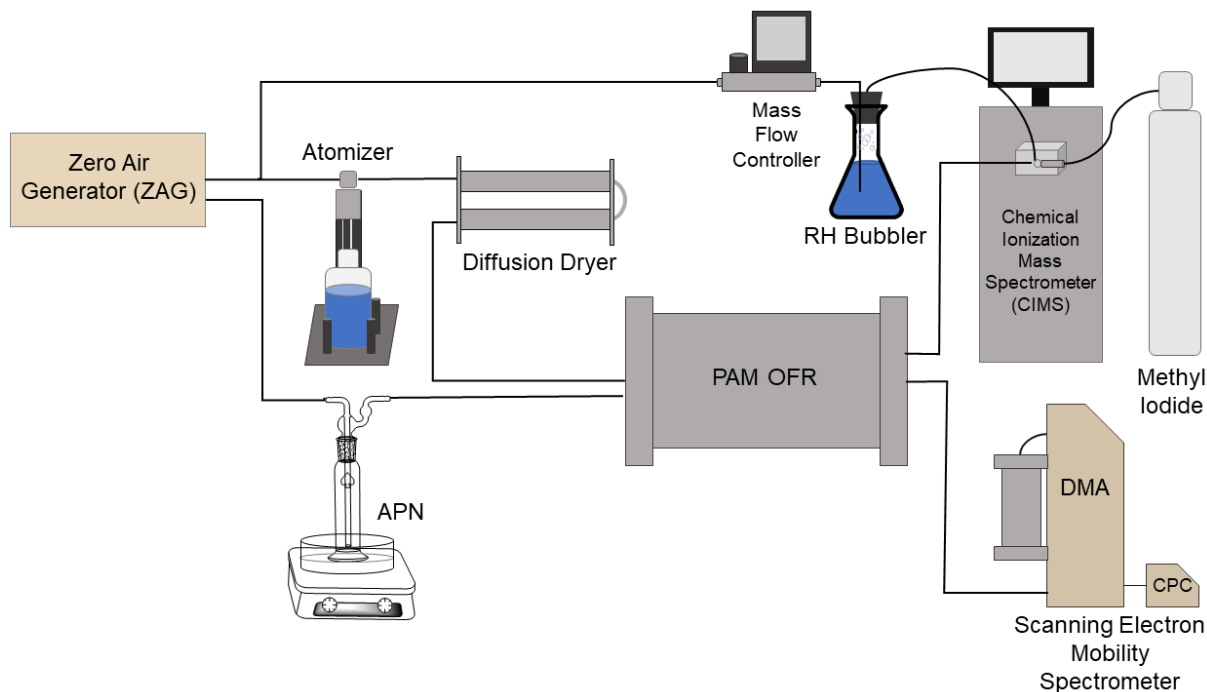 Zero Air
Generator (ZAG)
Atomizer
Diffusion Dryer
Mass
Flow
Controller
RH Bubbler
Chemical
Ionization
Mass
Spectrometer
(CIMS)
Methyl
Iodide
PAM OFR
APN
DMA
CPC
Scanning Electron
Mobility
Spectrometer